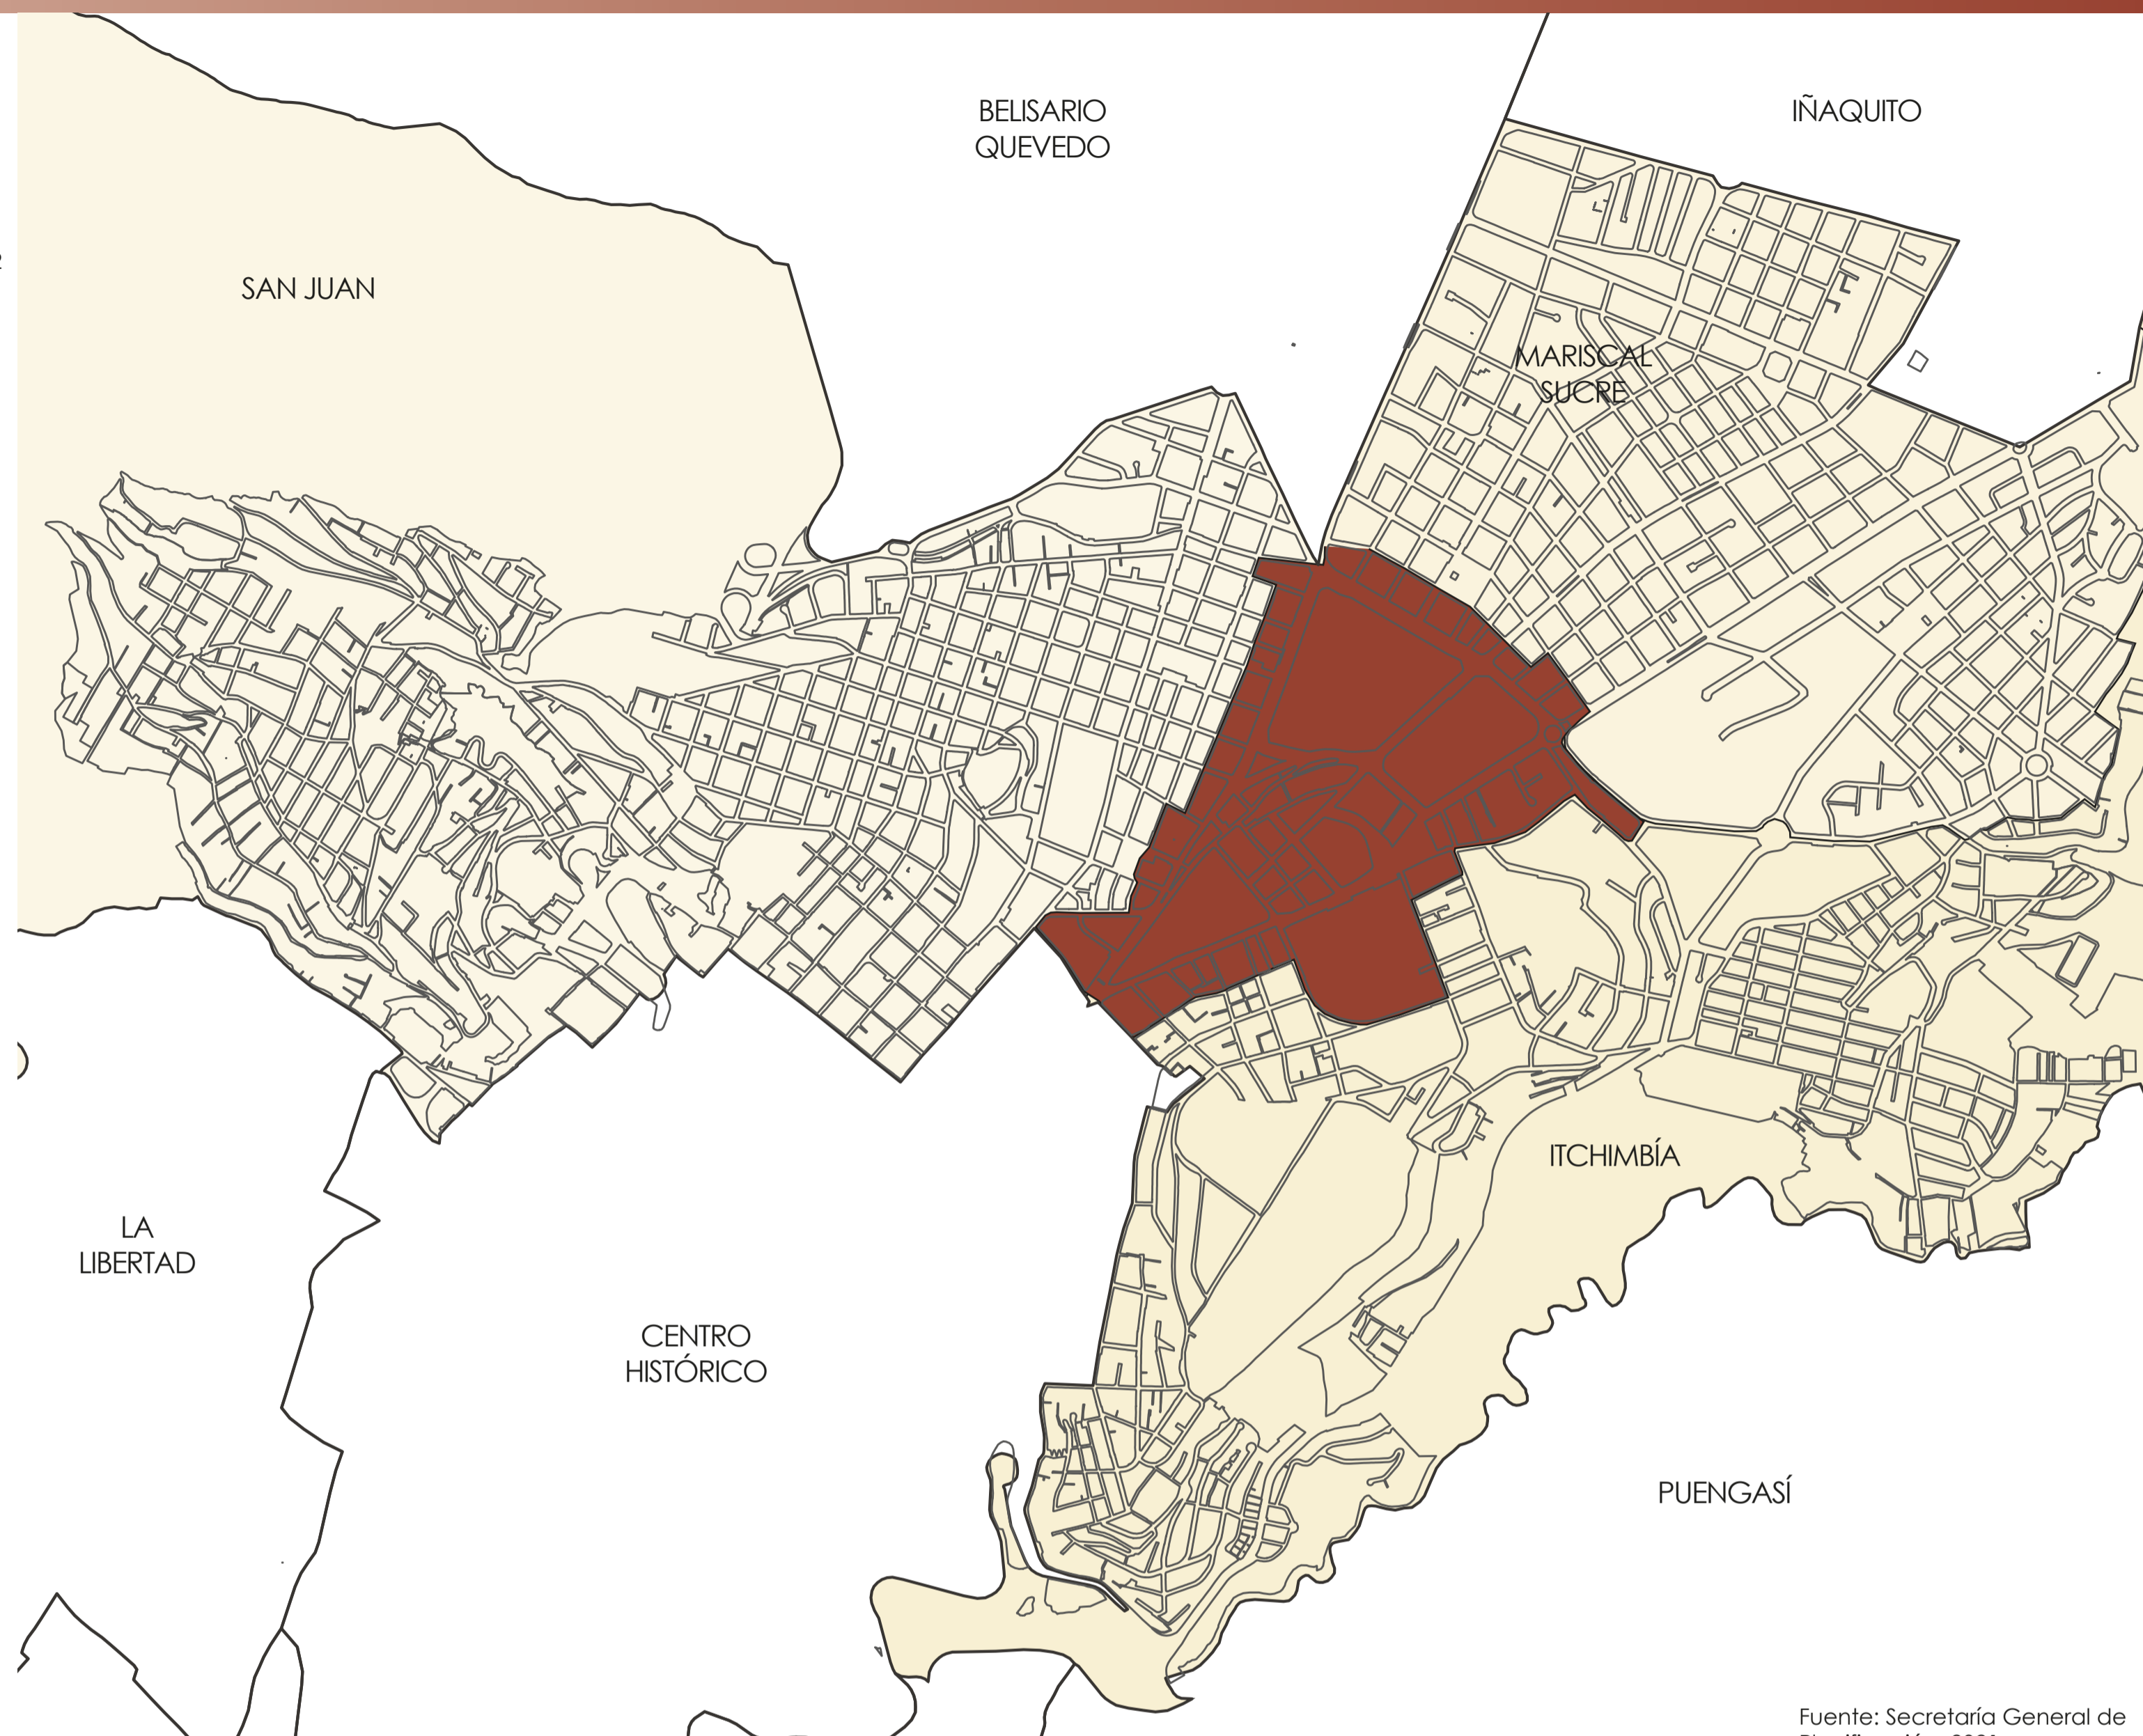 BELISARIO
QUEVEDO
IÑAQUITO
SAN JUAN
MARISCAL
SUCRE
ITCHIMBÍA
LA
LIBERTAD
CENTRO
HISTÓRICO
PUENGASÍ
Fuente: Secretaría General de